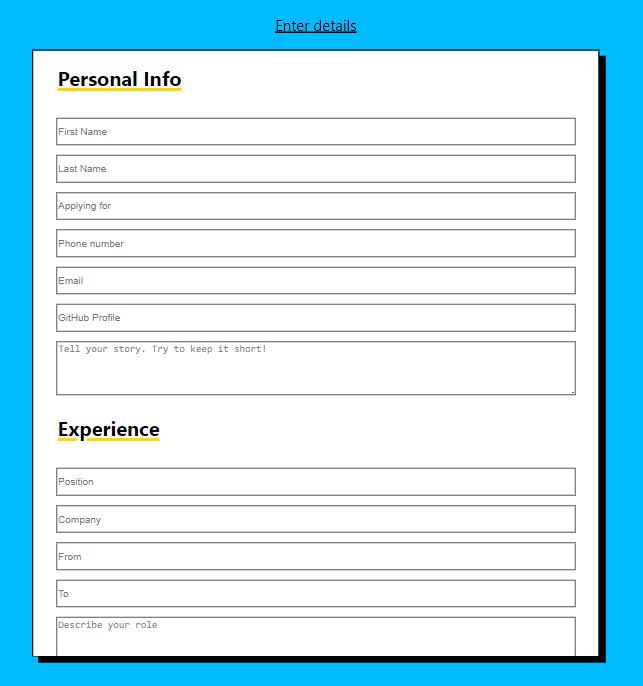 Enter details
Personal Info
First Name
Last Name
Applying for
Phone number
Email
GitHub Profile
Tell your story. Try to keep it short!
Experience
Position
Company
From
To
Describe your role